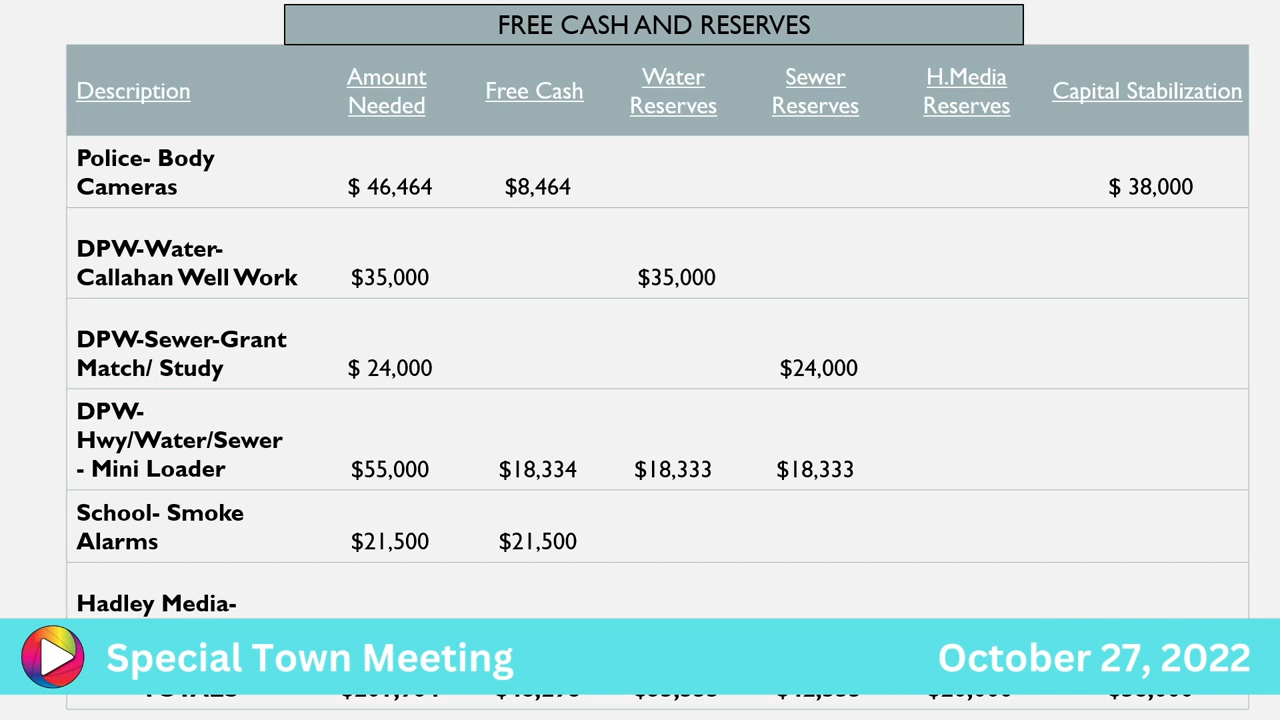 FREE CASH AND RESERVES
Description Amount Needed Free Cash Water Reserves Sewer Reserves H.Media Reserves Capital Stabilization
Police- Body
Cameras $ 46,464 $8,464 $ 38,000
DPW-Water-
Callahan Well Work $35,000 $35,000
DPW-Sewer-Grant
Match/ Study $ 24,000 $24,000
DPW-
Hwy/Water/Sewer
- Mini Loader $55,000 $18,334 $18,333 $18,333
School- Smoke
Alarms $21,500 $21,500
Hadley Media-
Special Town Meeting October 27, 2022
TOTALS